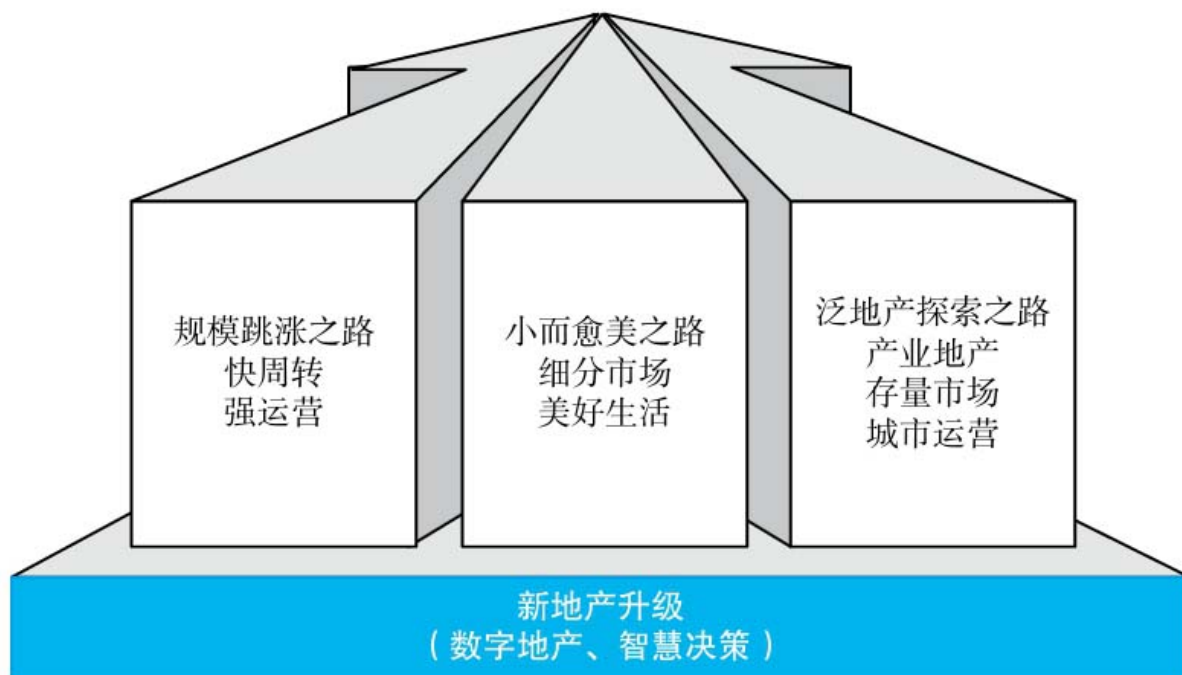 规模跳涨之路
快周转
强运营
小而愈美之路
细分市场
美好生活
泛地产探索之路
产业地产
存量市场
城市运营
新地产升级
（数字地产、智慧决策）